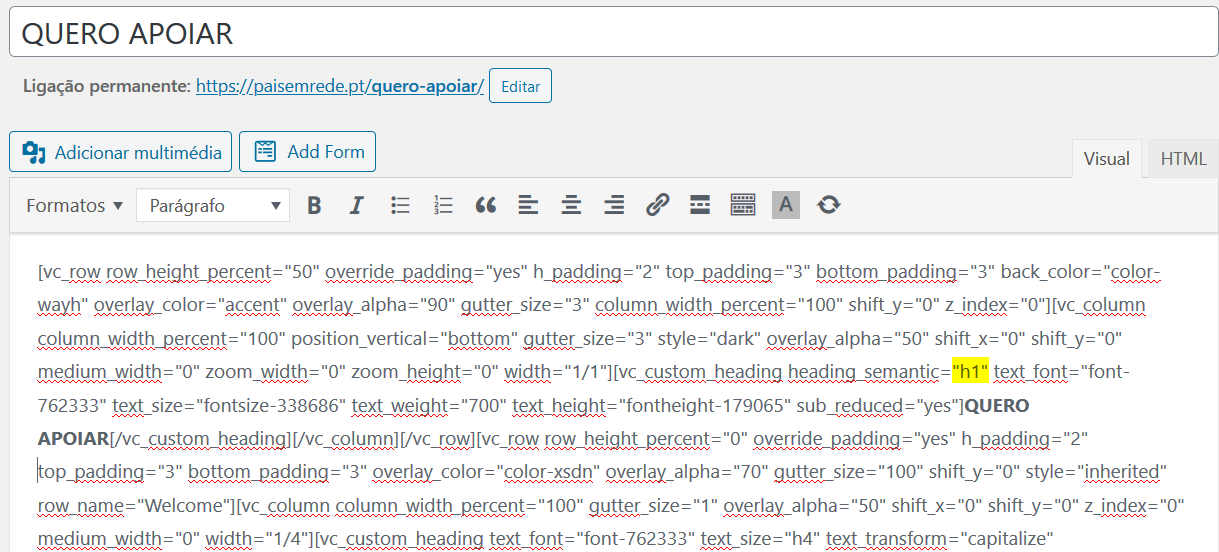 QUERO APOIAR
Ligação permanente: https://paisemrede.pt/quero-apoiar/ Editar
Adicionar multimédia Add Form
Visual HTML
Formatos Parágrafo B I A
[vc_row row_height_percent="50" override_padding="yes" h_padding="2" top_padding="3" bottom_padding="3" back_color="color-
wayh" overlay_color="accent" overlay_alpha="90" gutter_size="3" column_width_percent="100" shift_y="0" z_index="0"][vc_column
column_width_percent="100" position_vertical="bottom" gutter_size="3" style="dark" overlay_alpha="50" shift_x="0" shift_y="0"
medium_width="0" zoom_width="0" zoom_height="0" width="1/1"][vc_custom_heading heading_semantic="h1" text_font="font-
762333" text_size="fontsize-338686" text_weight="700" text_height="fontheight-179065" sub_reduced="yes"]QUERO
APOIAR[/vc_custom_heading][/vc_column][/vc_row][vc_row row_height_percent="0" override_padding="yes" h_padding="2"
top_padding="3" bottom_padding="3" overlay_color="color-xsdn" overlay_alpha="70" gutter_size="100" shift_y="0" style="inherited"
row_name="Welcome"][vc_column column_width_percent="100" gutter_size="1" overlay_alpha="50" shift_x="0" shift_y="0" z_index="0"
medium_width="0" width="1/4"][vc_custom_heading text_font="font-762333" text_size="h4" text_transform="capitalize"